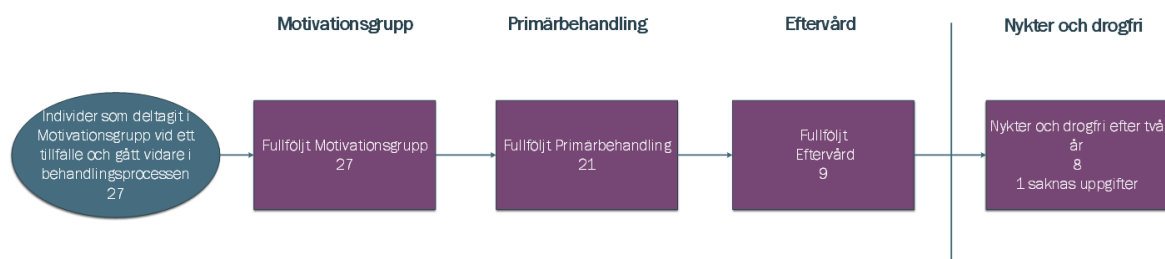 Motivationsgrupp
Primärbehandling
Eftervård
Nykter och drogfri
Individer som deltagit i
Motivationsgrupp vid ett
tillfälle och gått vidare i
behandlingsprocessen
27
Fullföljt Motivationsgrupp
27
Fullföljt Primärbehandling
21
Fullföljt
Eftervård
9
Nykter och drogfri efter två
år
8
1 saknas uppgifter